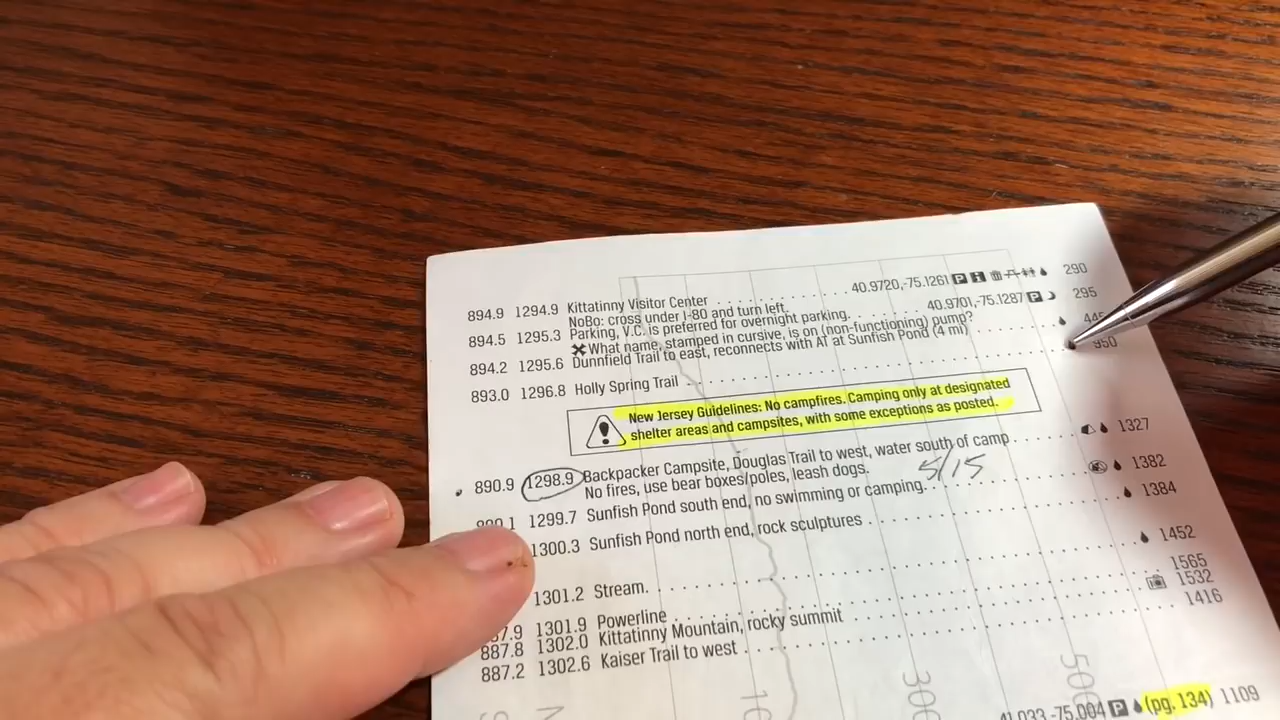 894.9 1294.9 Kittatinny Visitor Center . . . . . . . . . . 40.9720,-75.1261 290
NoBo: cross under I-80 and turn left.
894.5 1295.3 Parking, V.C. is preferred for overnight parking. . . . . . . . . 40.9701,-75.1287 295
What name, stamped in cursive, is on (non-functioning) pump?
894.2 1295.6 Dunnfield Trail to east, reconnects with AT at Sunfish Pond (4 mi)
893.0 1296.8 Holly Spring Trail . . . . . . . . . . 950
New Jersey Guidelines: No campfires. Camping only at designated
shelter areas and campsites, with some exceptions as posted.
890.9 1298.9 Backpacker Campsite, Douglas Trail to west, water south of camp . . . . . . 1327
No fires, use bear boxes/poles, leash dogs. 5/15
1299.7 Sunfish Pond south end, no swimming or camping. . . . . . . . . 1382
1300.3 Sunfish Pond north end, rock sculptures . . . . . . . . . . 1384
1301.2 Stream. . . . . . . . . . 1452
1301.9 Powerline . . . . . . . . . . 1565
887.8 1302.0 Kittatinny Mountain, rocky summit . . . . . . . . . . 1532
887.2 1302.6 Kaiser Trail to west . . . . . . . . . . 1416
-75.004 (pg. 134) 1109
300
500